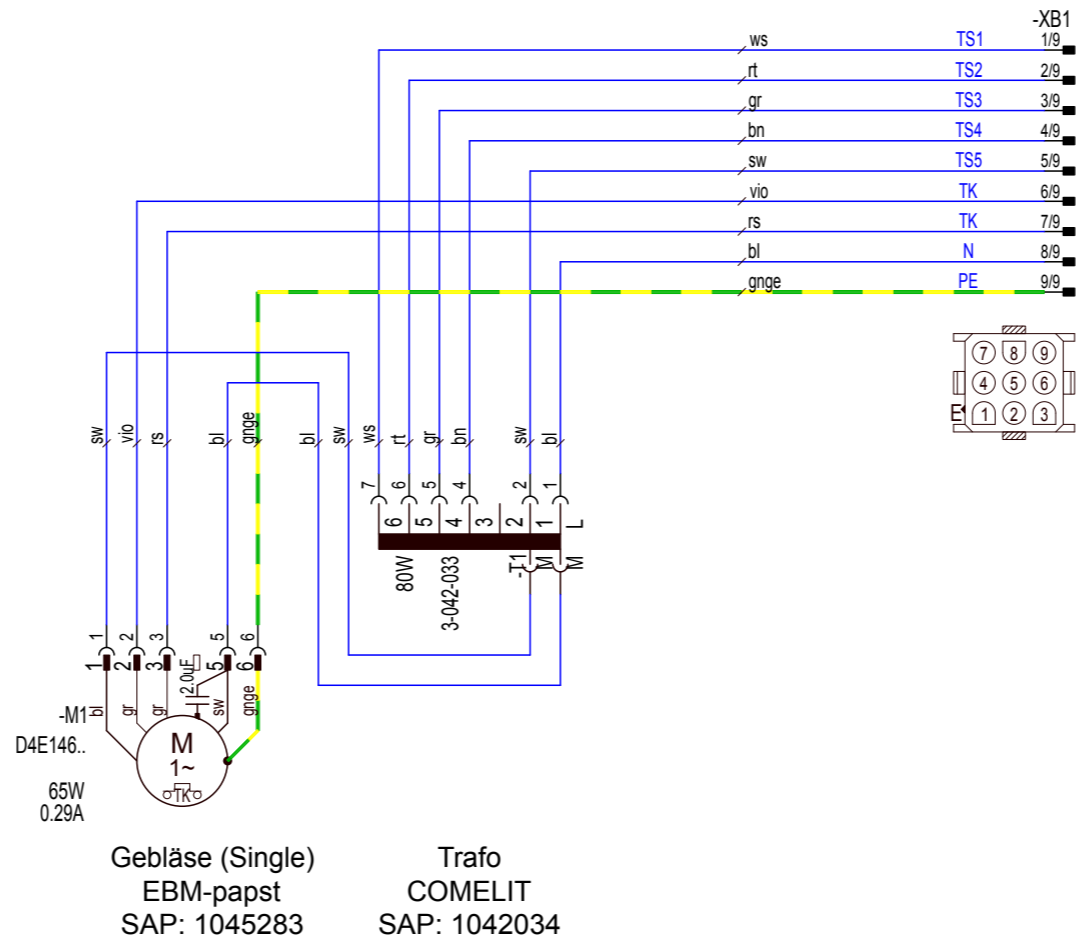 -XB1
ws TS1 1/9
rt TS2 2/9
gr TS3 3/9
bn TS4 4/9
sw TS5 5/9
vio TK 6/9
rs TK 7/9
bl N 8/9
gnge PE 9/9
7 8 9
4 5 6
E 1 2 3
sw vio rs bl gnge bl sw ws rt gr bn sw bl
7 6 5 4 2 1
6 5 4 3 2 1 L
80W 3-042-033 -T1 M M
1 2 3 5 6
1 2 3 5 6
2.0uF
-M1 bl gr gr sw gnge
D4E146..
M
1~
TK
65W
0.29A
Gebläse (Single)
EBM-papst
SAP: 1045283
Trafo
COMELIT
SAP: 1042034